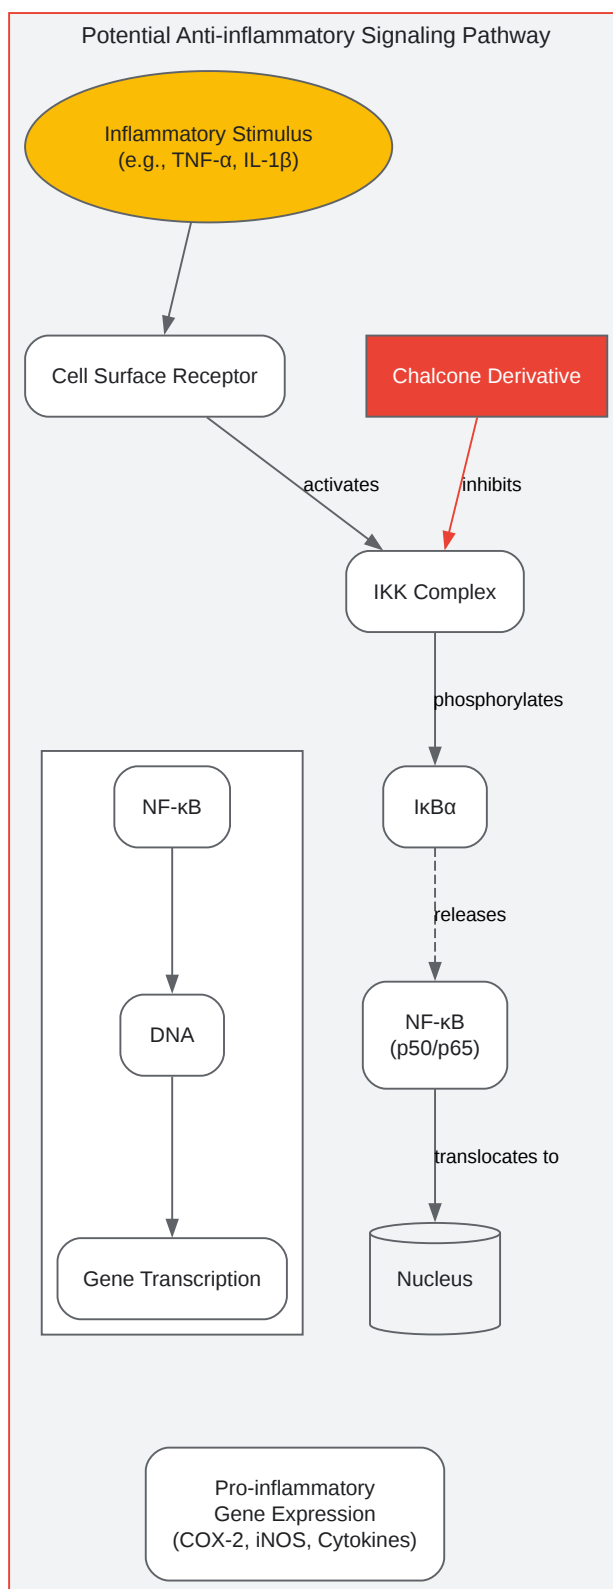 Potential Anti-inflammatory Signaling Pathway
Inflammatory Stimulus
(e.g., TNF-α, IL-1β)
Cell Surface Receptor
Chalcone Derivative
activates
inhibits
IKK Complex
phosphorylates
NF-κB
IκBα
releases
DNA
NF-κB
(p50/p65)
translocates to
Gene Transcription
Nucleus
Pro-inflammatory
Gene Expression
(COX-2, iNOS, Cytokines)